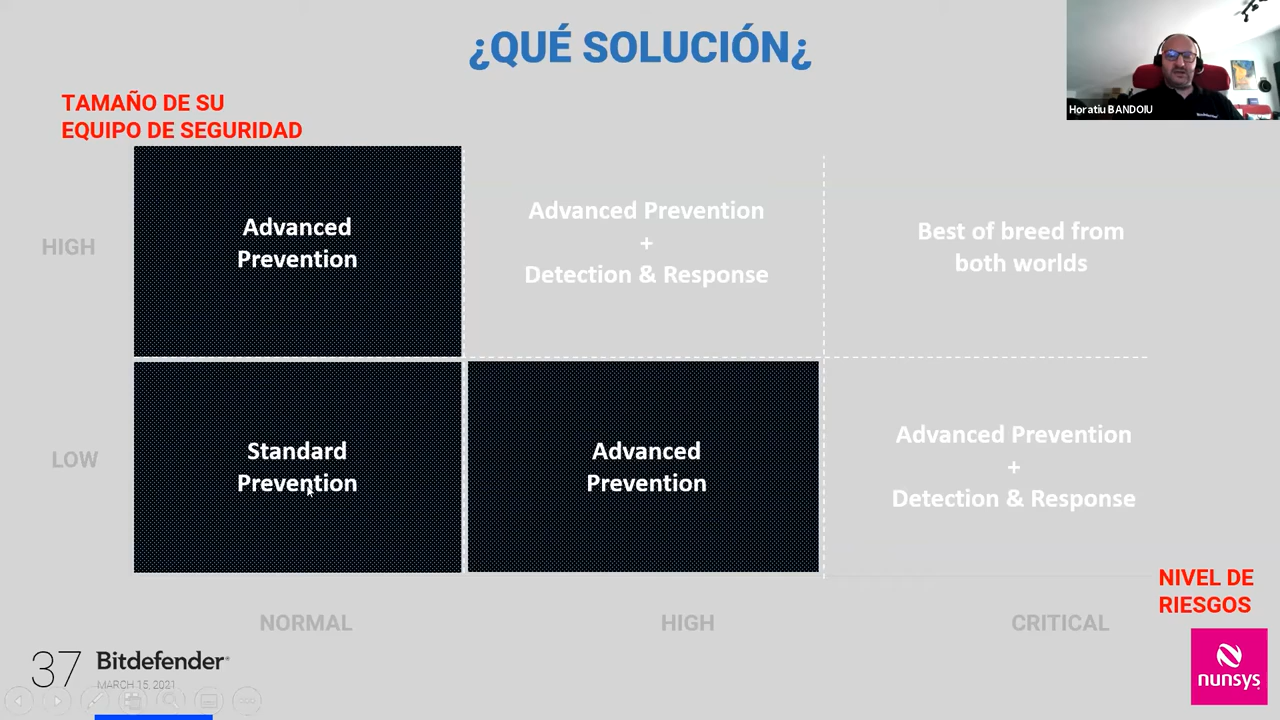 ¿QUÉ SOLUCIÓN¿
Horatiu BANDOIU
TAMAÑO DE SU
EQUIPO DE SEGURIDAD
HIGH
Advanced
Prevention
Advanced Prevention
+
Detection & Response
Best of breed from
both worlds
LOW
Standard
Prevention
Advanced
Prevention
Advanced Prevention
+
Detection & Response
NIVEL DE
RIESGOS
NORMAL
HIGH
CRITICAL
37
Bitdefender
MARCH 15, 2021
nunsys